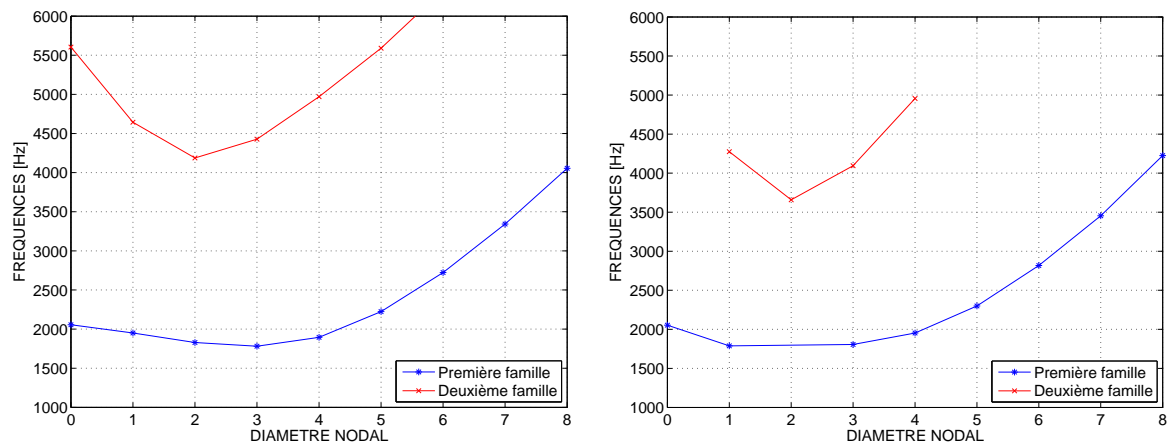 6000
5500
5000
4500
4000
3500
3000
2500
2000
1500
1000
FREQUENCES [Hz]
0 1 2 3 4 5 6 7 8
DIAMETRE NODAL
Première famille
Deuxième famille
6000
5500
5000
4500
4000
3500
3000
2500
2000
1500
1000
FREQUENCES [Hz]
0 1 2 3 4 5 6 7 8
DIAMETRE NODAL
Première famille
Deuxième famille